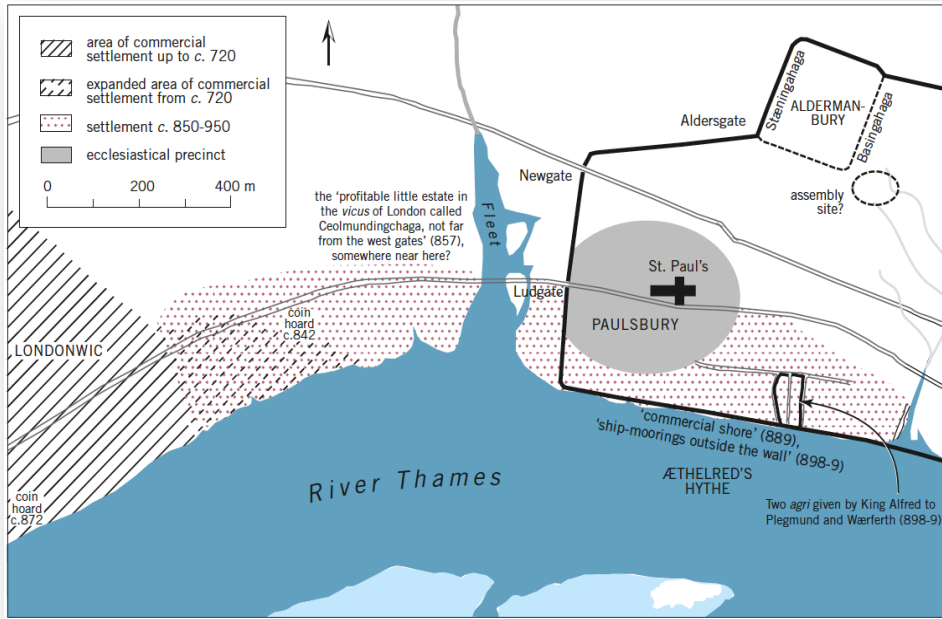 area of commercial
settlement up to c. 720
expanded area of commercial
settlement from c. 720
settlement c. 850-950
ecclesiastical precinct
0 200 400 m
Aldersgate
Stæningahaga
ALDERMAN-
BURY
Basingahaga
assembly
site?
Newgate
the ‘profitable little estate in
the vicus of London called
Ceolmundingchaga, not far
from the west gates’ (857),
somewhere near here?
Fleet
Ludgate
St. Paul's
PAULSBURY
coin
hoard
c.842
LONDONWIC
coin
hoard
c.872
‘commercial shore’ (889),
‘ship-moorings outside the wall’ (898-9)
ÆTHELRED'S
HYTHE
River Thames
Two agri given by King Alfred to
Plegmund and Wærferth (898-9)